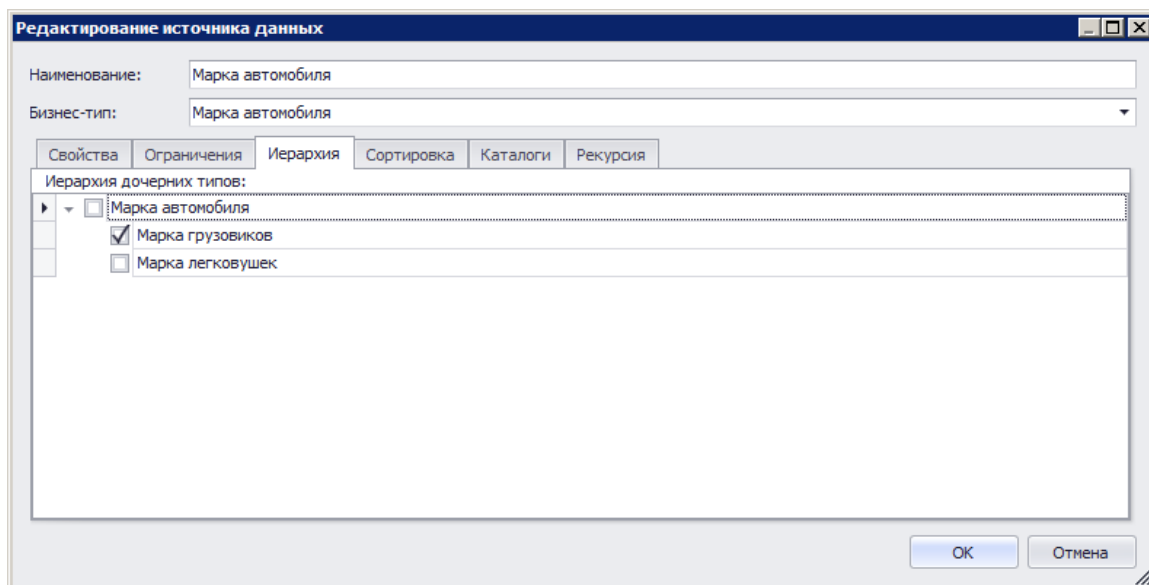 Редактирование источника данных
Наименование: Марка автомобиля
Бизнес-тип: Марка автомобиля
Свойства Ограничения Иерархия Сортировка Каталоги Рекурсия
Иерархия дочерних типов:
Марка автомобиля
Марка грузовиков
Марка легковушек
OK Отмена